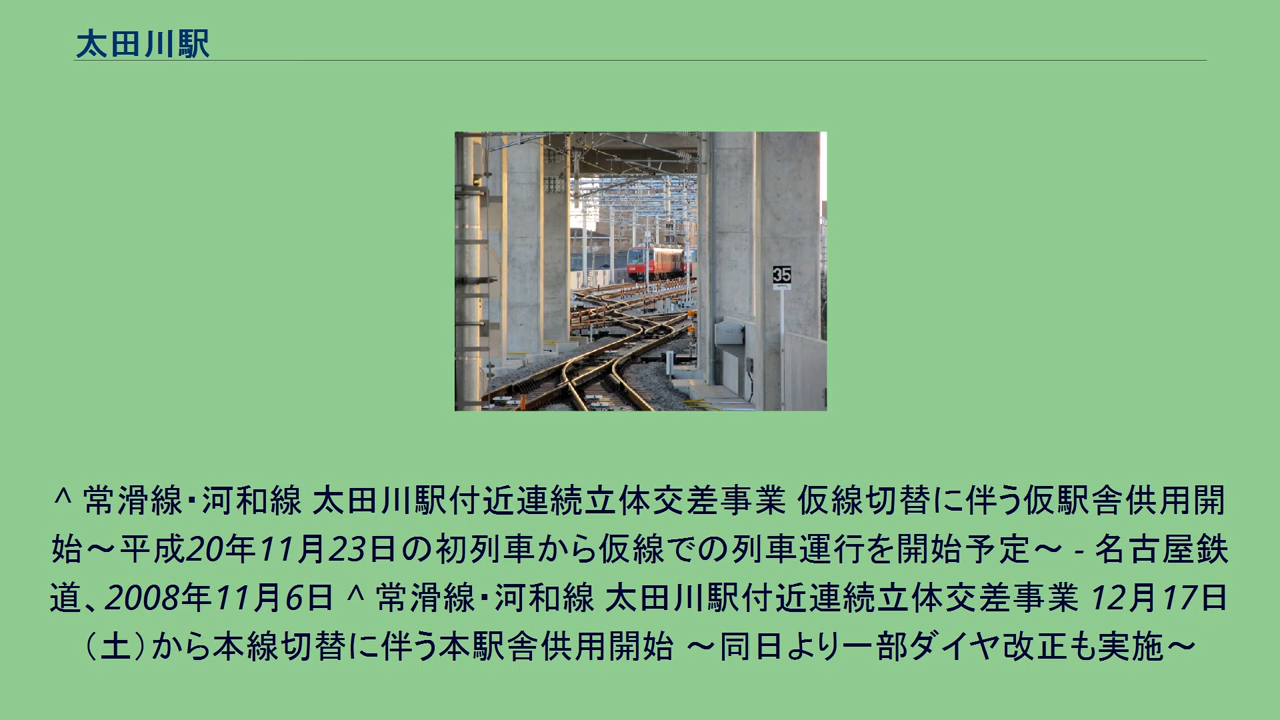 太田川駅
35
^ 常滑線・河和線 太田川駅付近連続立体交差事業 仮線切替に伴う仮駅舎供用開
始〜平成20年11月23日の初列車から仮線での列車運行を開始予定〜 - 名古屋鉄
道、2008年11月6日 ^ 常滑線・河和線 太田川駅付近連続立体交差事業 12月17日
（土）から本線切替に伴う本駅舎供用開始 〜同日より一部ダイヤ改正も実施〜